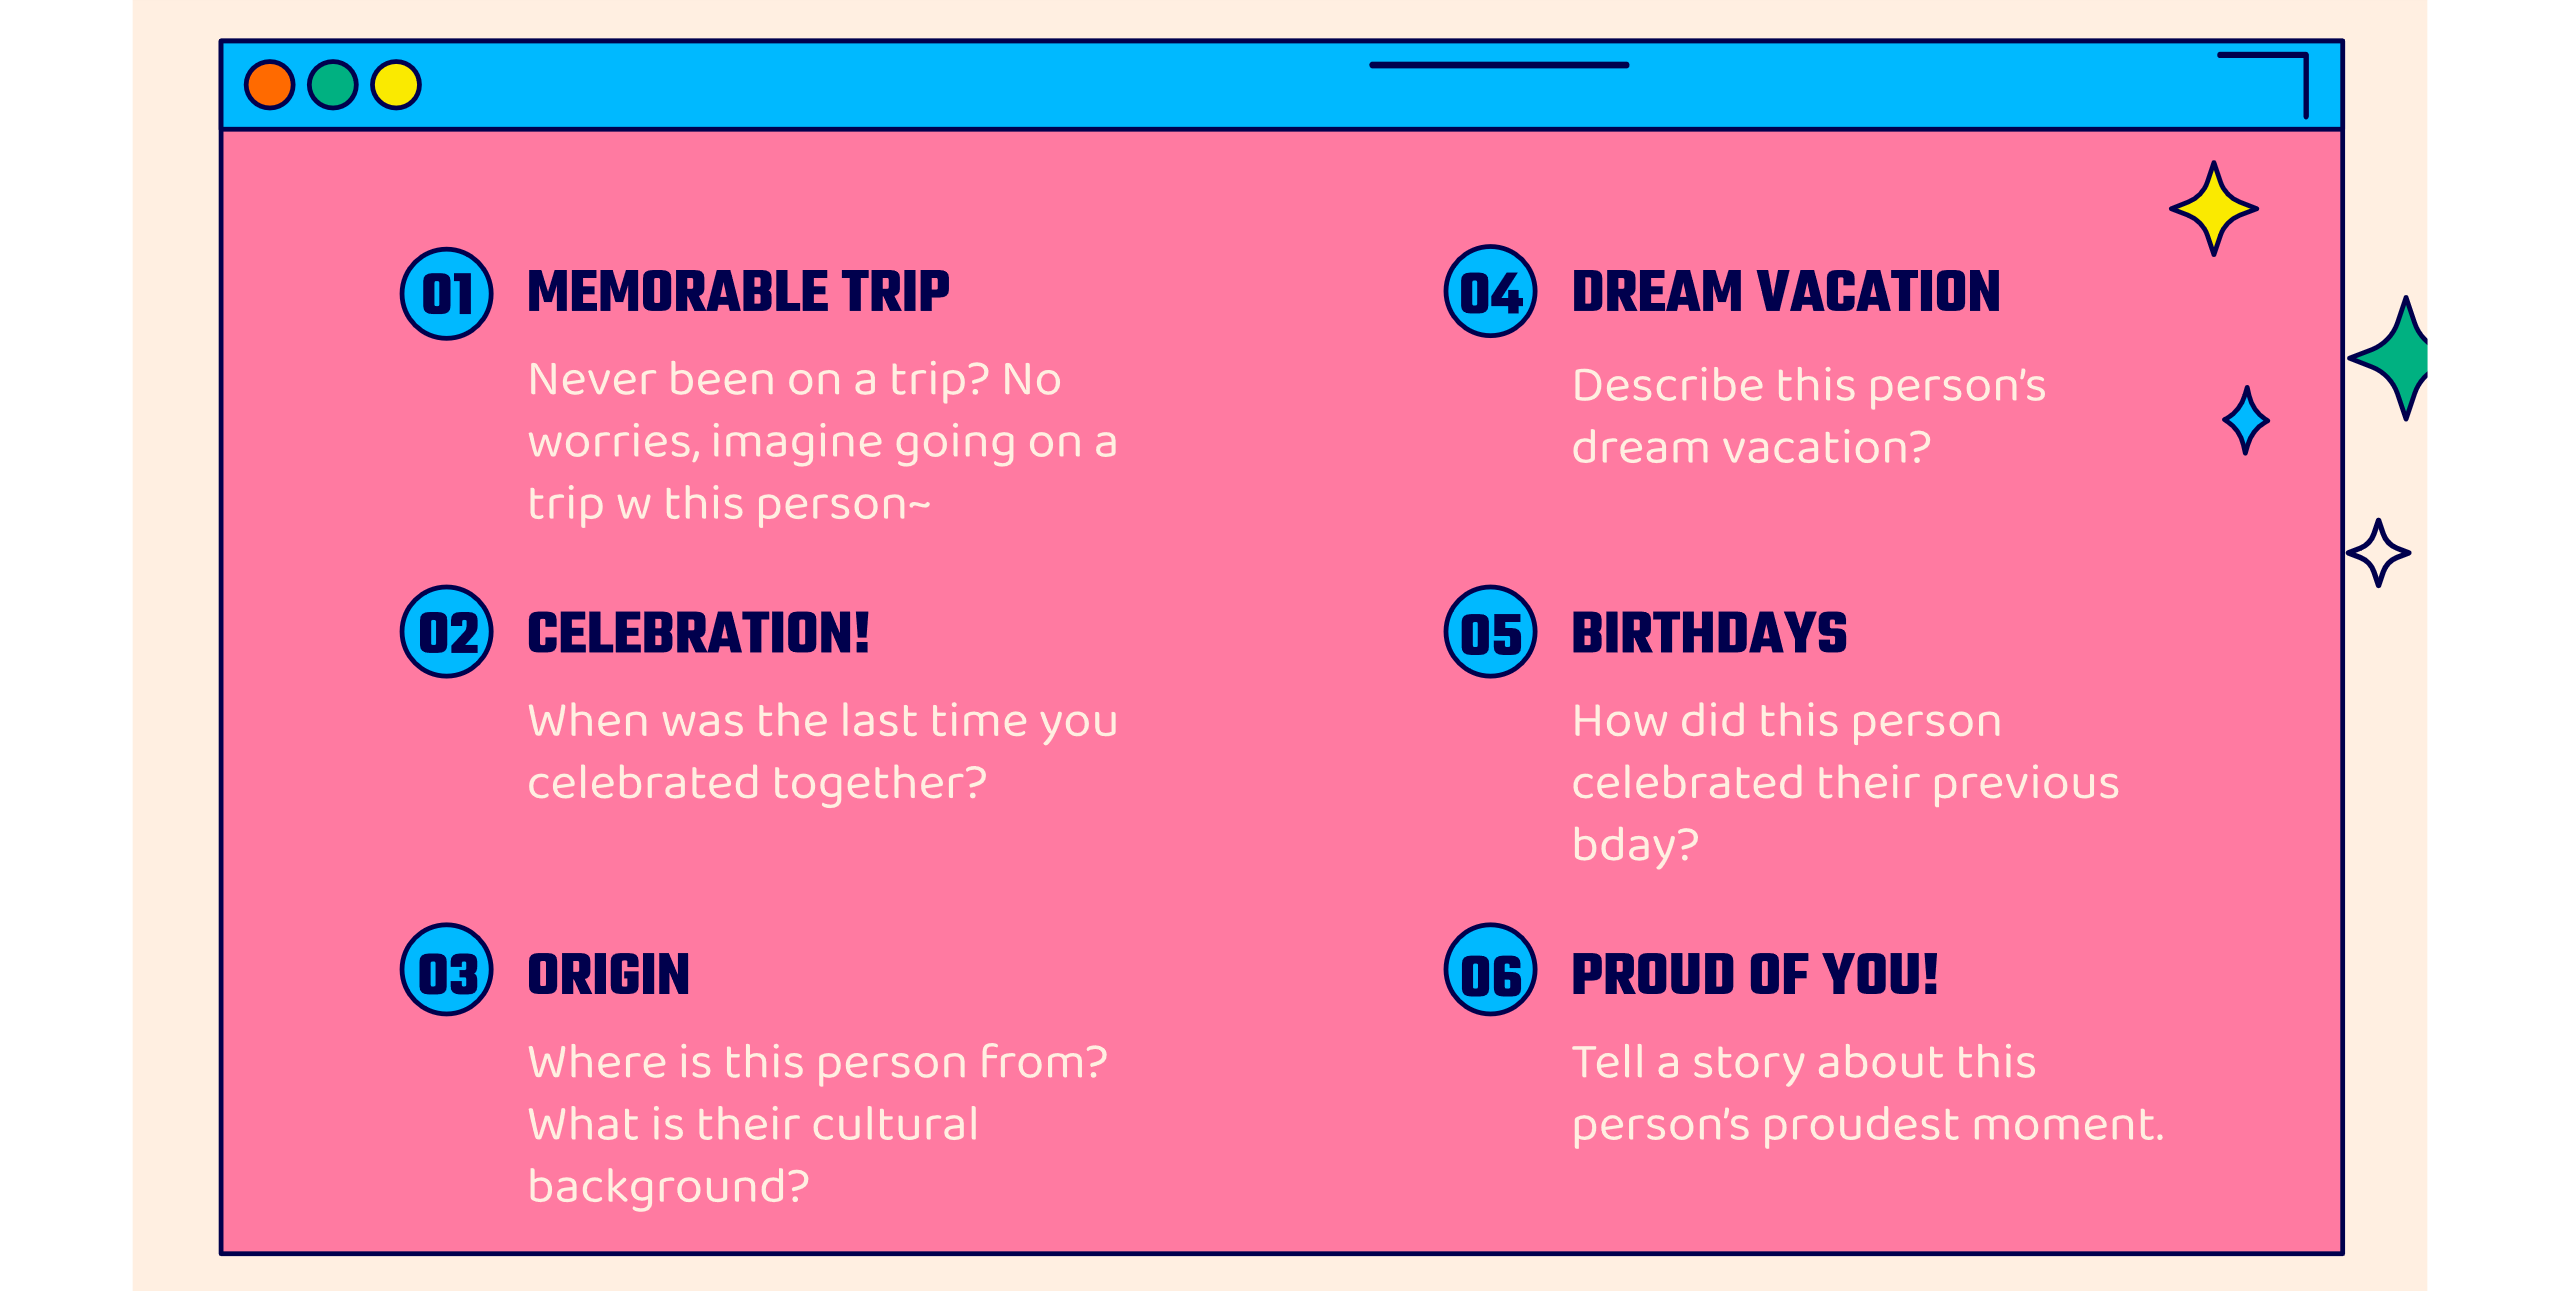 01
MEMORABLE TRIP
Never been on a trip? No
worries, imagine going on a
trip w this person~
02
CELEBRATION!
When was the last time you
celebrated together?
03
ORIGIN
Where is this person from?
What is their cultural
background?
04
DREAM VACATION
Describe this person's
dream vacation?
05
BIRTHDAYS
How did this person
celebrated their previous
bday?
06
PROUD OF YOU!
Tell a story about this
person's proudest moment.